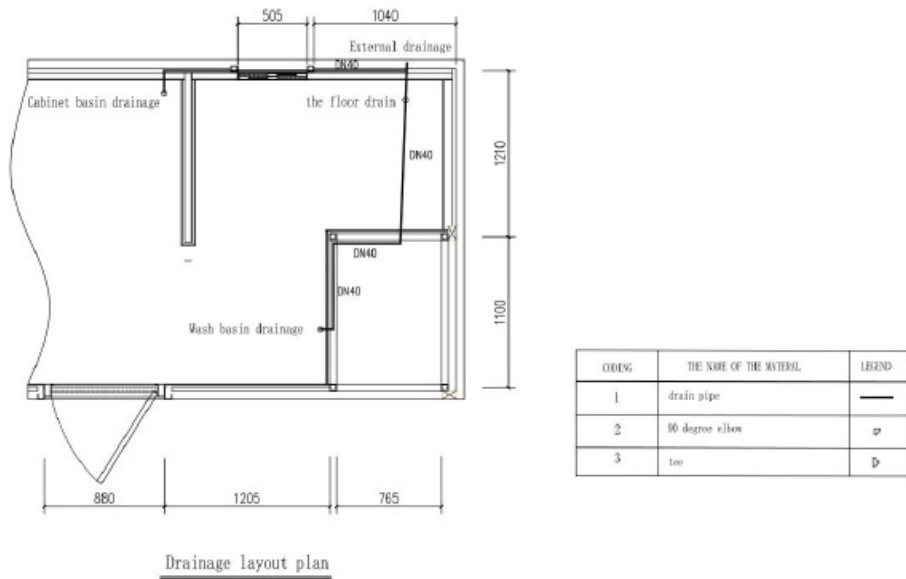 505
1040
External drainage
DN40
Cabinet basin drainage
the floor drain
DN40
1210
DN40
DN40
1100
Wash basin drainage
880
1205
765
Drainage layout plan
CODING THE NAME OF THE MATERAL LEGEND
1 drain pipe
2 90 degree elbow
3 tee